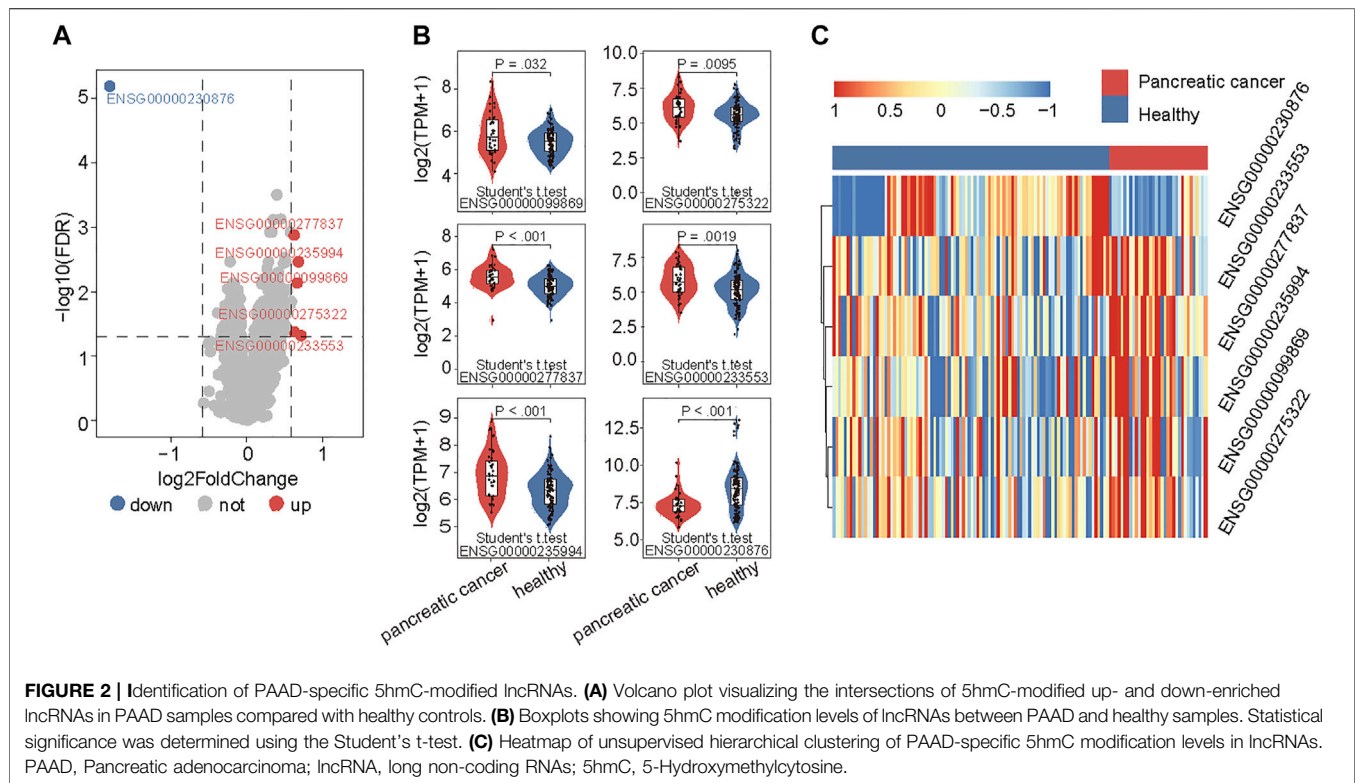 A
5
4
3
2
1
0
-log10(FDR)
ENSG00000230876
ENSG00000277837
ENSG00000235994
ENSG00000099869
ENSG00000275322
ENSG00000233553
−1 0 1
log2FoldChange
down not up
B
log2(TPM+1)
8
6
4
P = .032
Student's t.test
ENSG00000099869
10.0
7.5
5.0
2.5
0.0
P = .0095
Student's t.test
ENSG00000275322
log2(TPM+1)
8
6
4
2
0
P < .001
Student's t.test
ENSG00000277837
10.0
7.5
5.0
2.5
0.0
P = .0019
Student's t.test
ENSG00000233553
log2(TPM+1)
9
8
7
6
5
P < .001
Student's t.test
ENSG00000235994
12.5
10.0
7.5
5.0
P < .001
Student's t.test
ENSG00000230876
pancreatic cancer
healthy
pancreatic cancer
healthy
C
1 0.5 0 −0.5 −1
Pancreatic cancer
Healthy
ENSG00000230876
ENSG00000233553
ENSG00000277837
ENSG00000235994
ENSG00000099869
ENSG00000275322
FIGURE 2 | Identification of PAAD-specific 5hmC-modified lncRNAs. (A) Volcano plot visualizing the intersections of 5hmC-modified up- and down-enriched
lncRNAs in PAAD samples compared with healthy controls. (B) Boxplots showing 5hmC modification levels of lncRNAs between PAAD and healthy samples. Statistical
significance was determined using the Student's t-test. (C) Heatmap of unsupervised hierarchical clustering of PAAD-specific 5hmC modification levels in lncRNAs.
PAAD, Pancreatic adenocarcinoma; lncRNA, long non-coding RNAs; 5hmC, 5-Hydroxymethylcytosine.